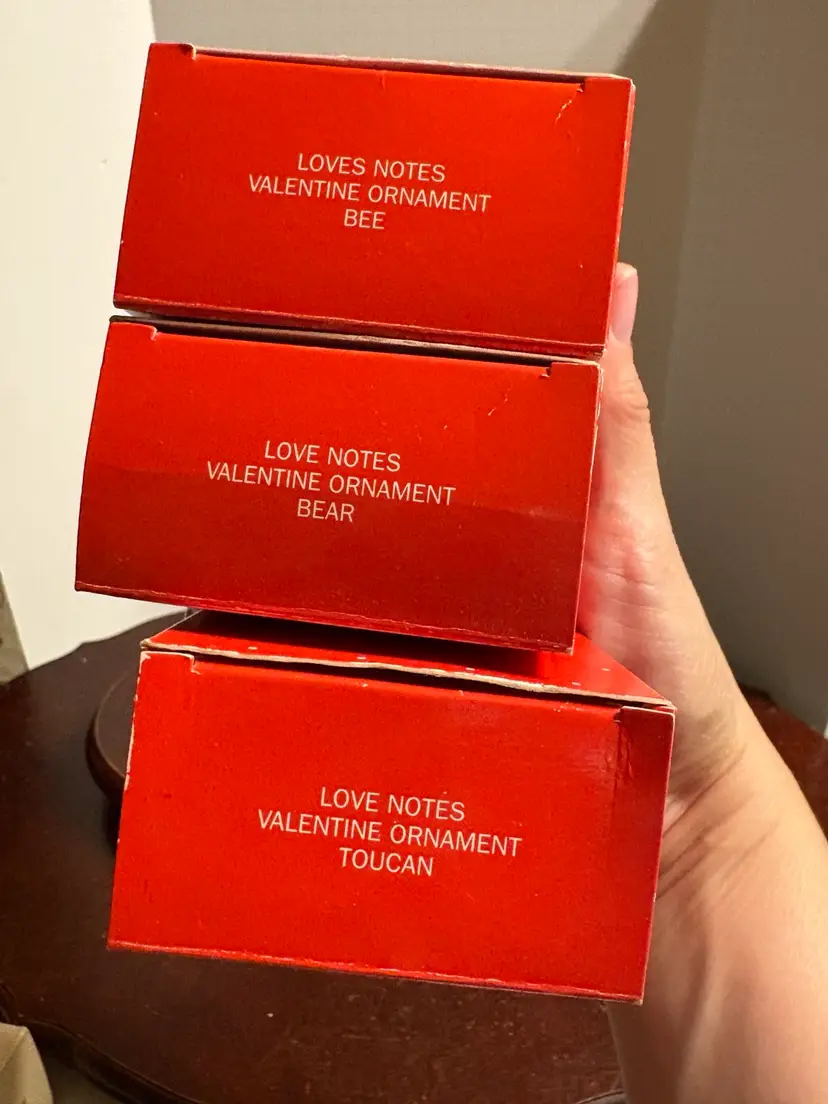 LOVES NOTES
VALENTINE ORNAMENT
BEE
LOVE NOTES
VALENTINE ORNAMENT
BEAR
LOVE NOTES
VALENTINE ORNAMENT
TOUCAN